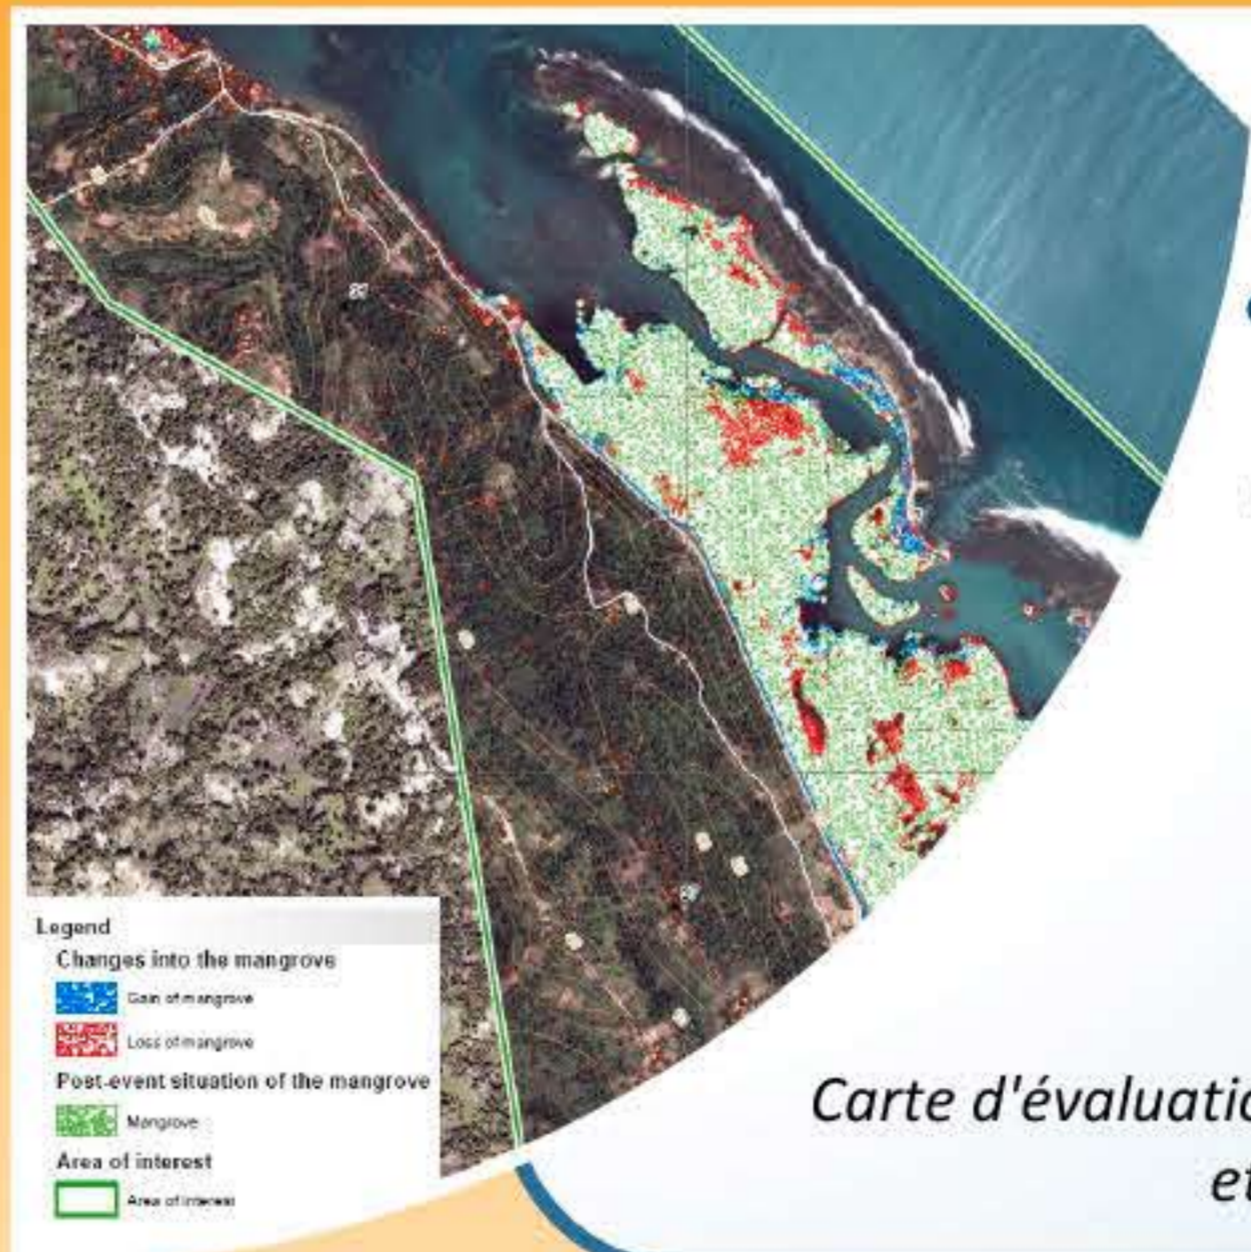 Legend
Changes into the mangrove
Gain of mangrove
Loss of mangrove
Post-event situation of the mangrove
Mangrove
Area of interest
Area of interest
Carte d'évaluatio
et